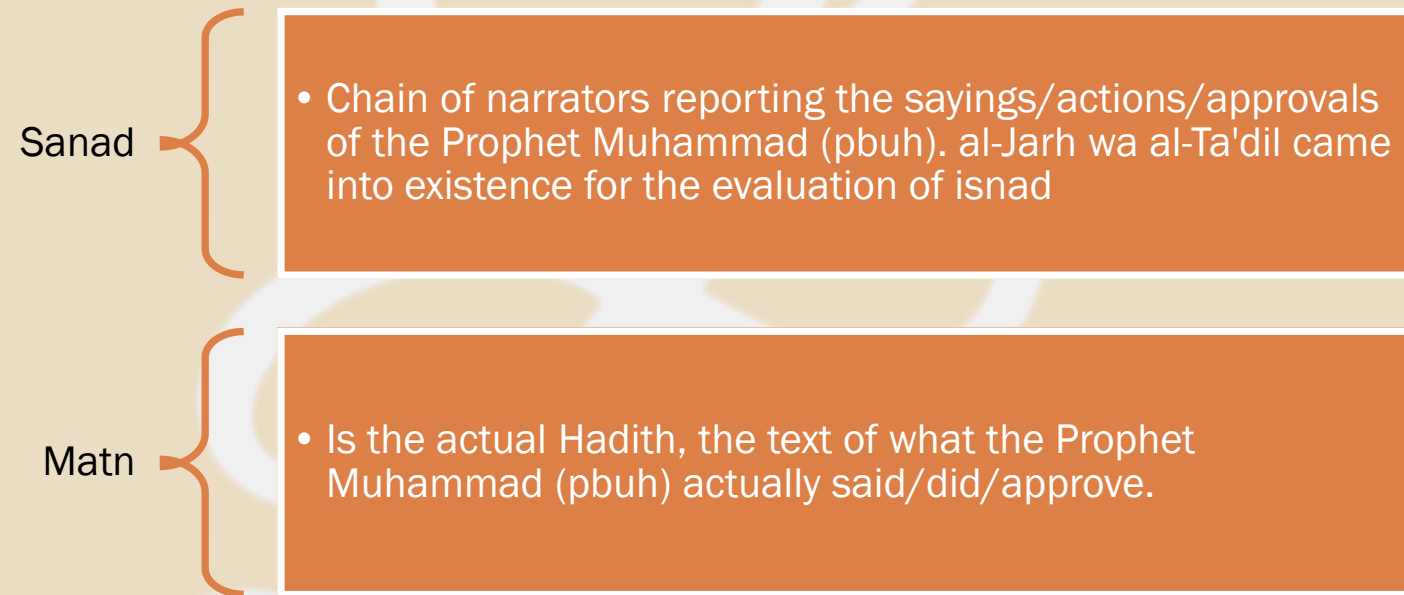 Sanad
• Chain of narrators reporting the sayings/actions/approvals
of the Prophet Muhammad (pbuh). al-Jarh wa al-Ta'dil came
into existence for the evaluation of isnad
Matn
• Is the actual Hadith, the text of what the Prophet
Muhammad (pbuh) actually said/did/approve.